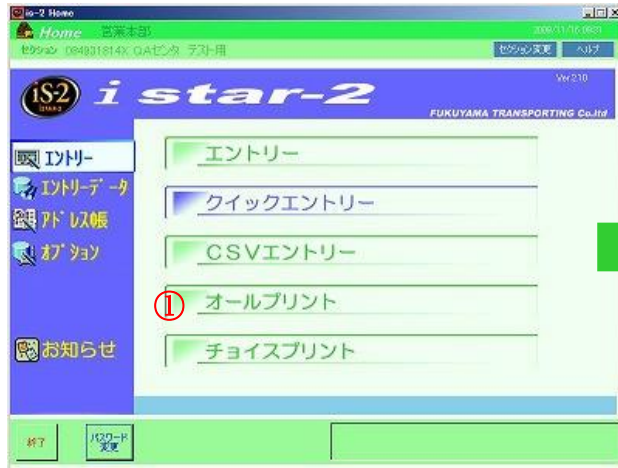 is-2 Home
Home 営業本部
セクション 084931814X QAセンタ テスト用
セクション変更 ヘルプ
iS-2
i star-2
Ver2.10
FUKUYAMA TRANSPORTING Co.ltd
エントリー
エントリーデータ
アドレス帳
オプション
お知らせ
エントリー
クイックエントリー
CSVエントリー
① オールプリント
チョイスプリント
終了
パスワード
変更